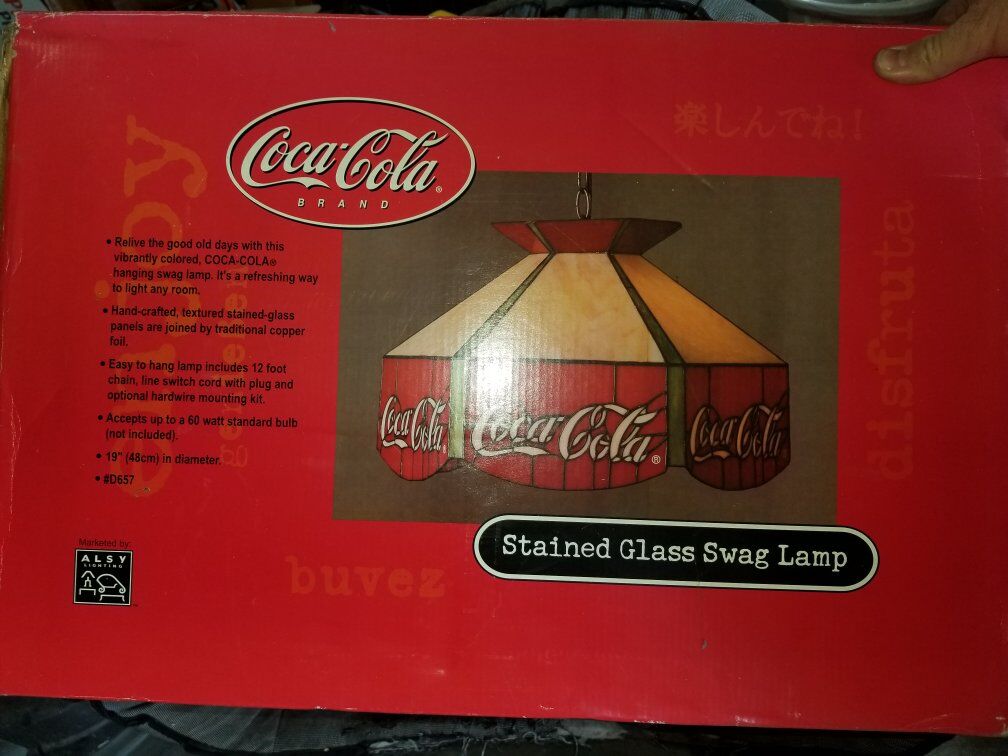 Coca-Cola®
BRAND
enjoy
楽しんでね!
• Relive the good old days with this
vibrantly colored, COCA-COLA®
hanging swag lamp. It's a refreshing way
to light any room.
• Hand-crafted, textured stained-glass
panels are joined by traditional copper
foil.
• Easy to hang lamp includes 12 foot
chain, line switch cord with plug and
optional hardwire mounting kit.
• Accepts up to a 60 watt standard bulb
(not included).
• 19" (48cm) in diameter.
• #D657
Coca-Cola
Coca-Cola®
Coca-Cola
disfruta
Stained Glass Swag Lamp
Marketed by:
ALSY
LIGHTING
buvez